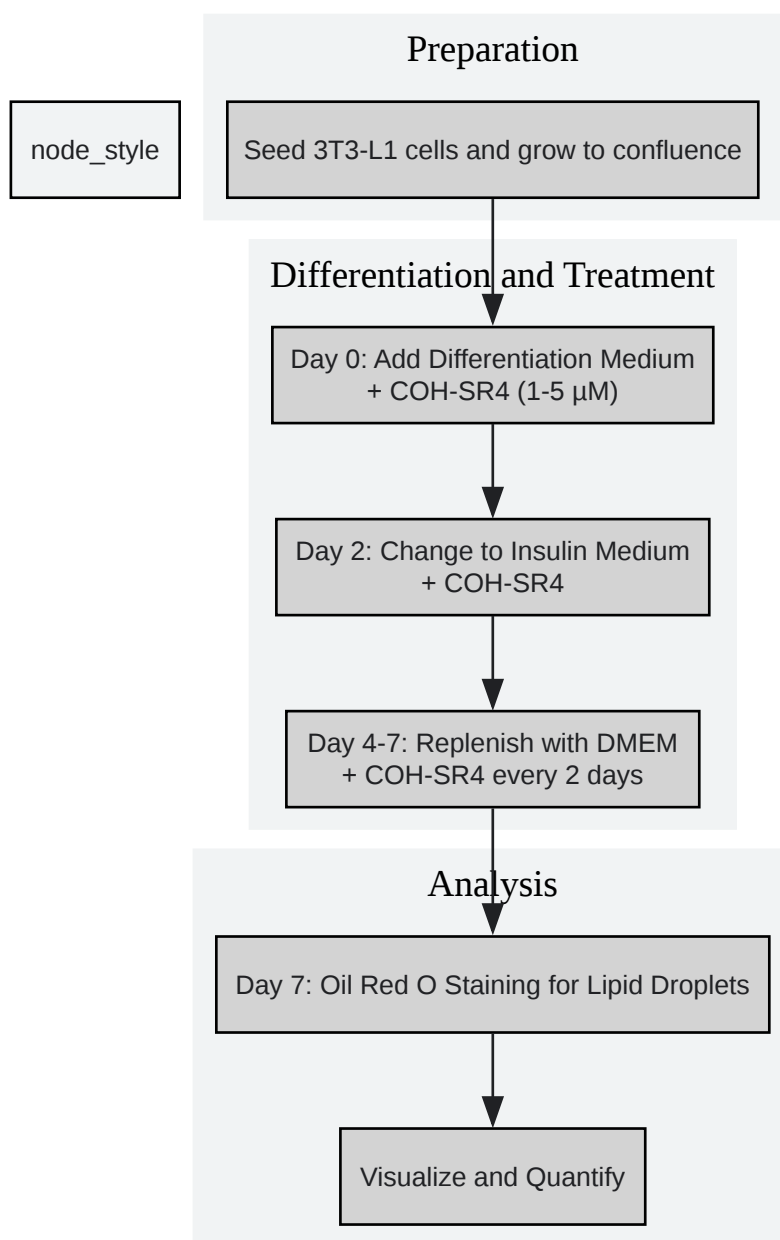 Preparation
node_style
Seed 3T3-L1 cells and grow to confluence
Differentiation and Treatment
Day 0: Add Differentiation Medium
+ COH-SR4 (1-5 µM)
Day 2: Change to Insulin Medium
+ COH-SR4
Day 4-7: Replenish with DMEM
+ COH-SR4 every 2 days
Analysis
Day 7: Oil Red O Staining for Lipid Droplets
Visualize and Quantify